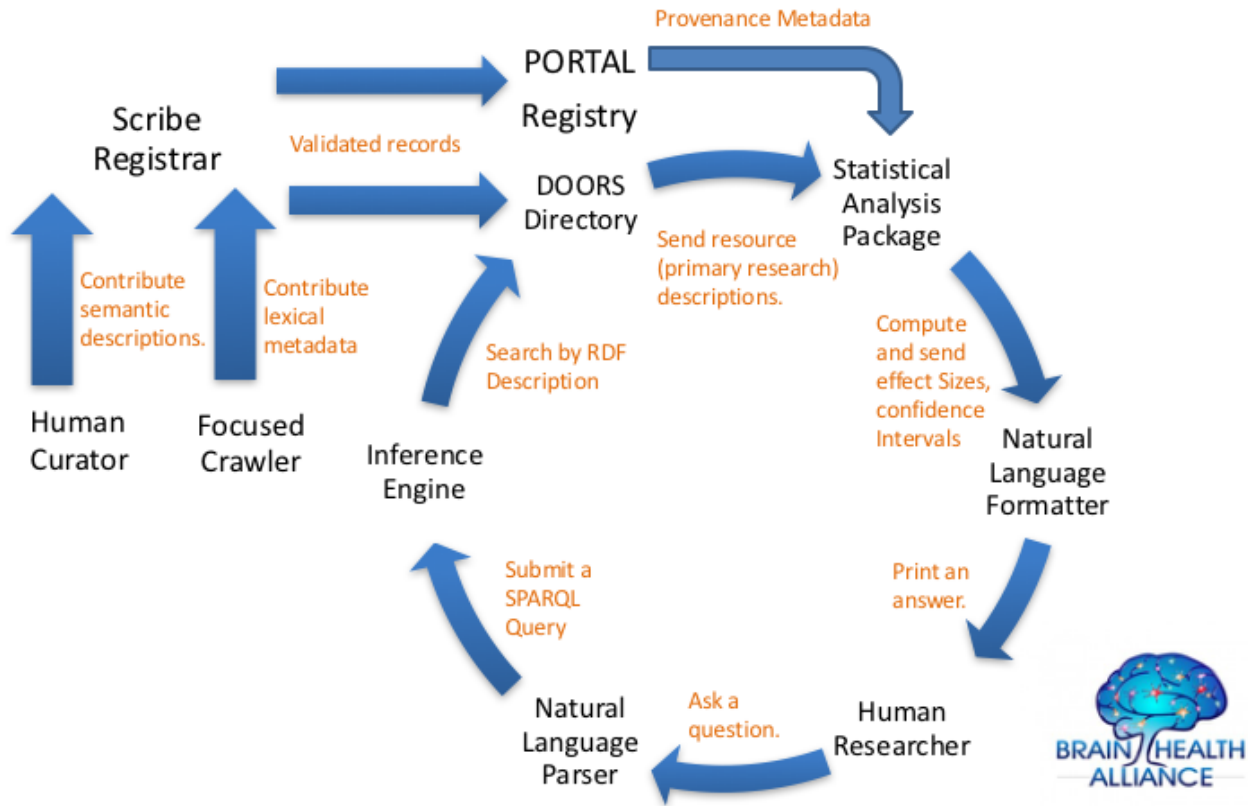 Provenance Metadata
PORTAL
Registry
Scribe
Registrar
Validated records
DOORS
Directory
Statistical
Analysis
Package
Send resource
(primary research)
descriptions.
Contribute
semantic
descriptions.
Contribute
lexical
metadata
Search by RDF
Description
Compute
and send
effect Sizes,
confidence
Intervals
Human
Curator
Focused
Crawler
Inference
Engine
Natural
Language
Formatter
Submit a
SPARQL
Query
Print an
answer.
Natural
Language
Parser
Ask a
question.
Human
Researcher
BRAIN HEALTH
ALLIANCE